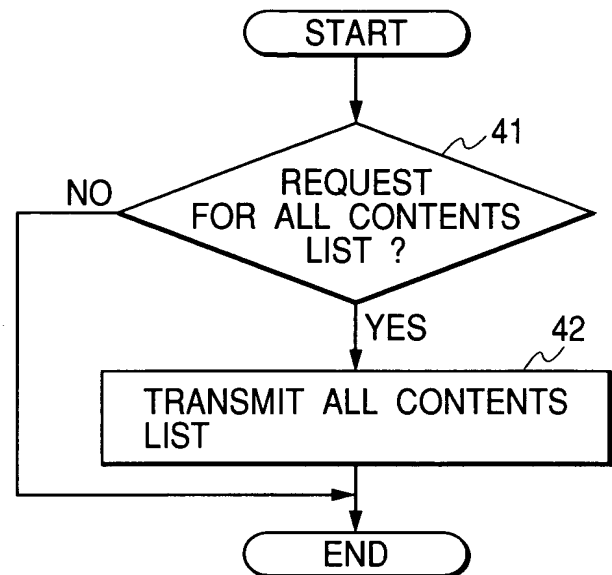 START
41
REQUEST
FOR ALL CONTENTS
LIST ?
NO
YES
42
TRANSMIT ALL CONTENTS
LIST
END